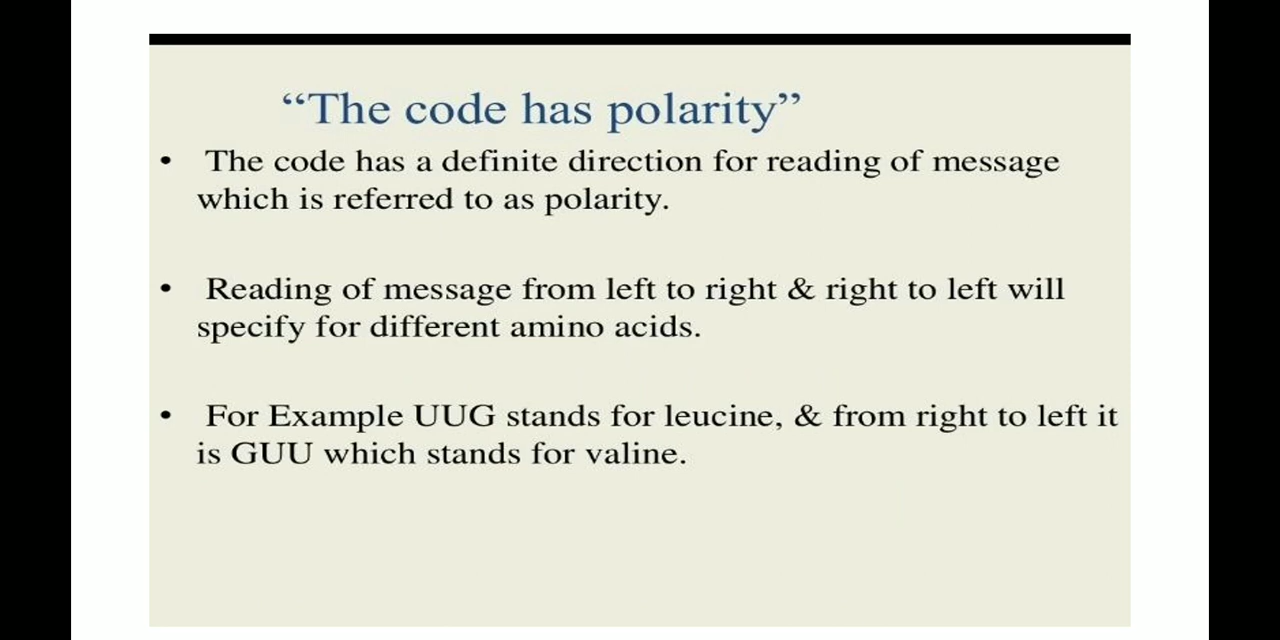 “The code has polarity”
• The code has a definite direction for reading of message
which is referred to as polarity.
• Reading of message from left to right & right to left will
specify for different amino acids.
• For Example UUG stands for leucine, & from right to left it
is GUU which stands for valine.